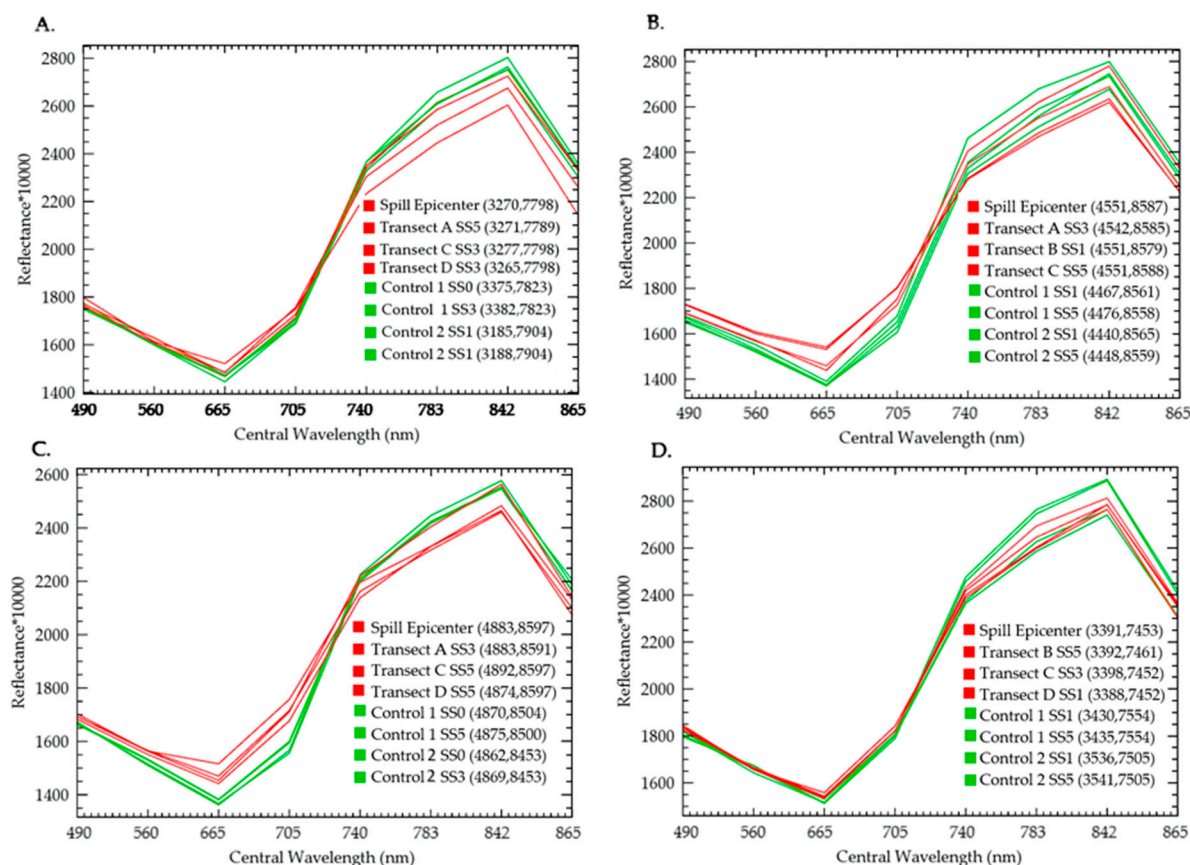 A.
2800
2600
2400
2200
2000
1800
1600
1400
Reflectance*10000
Spill Epicenter (3270,7798)
Transect A SS5 (3271,7789)
Transect C SS3 (3277,7798)
Transect D SS3 (3265,7798)
Control 1 SS0 (3375,7823)
Control 1 SS3 (3382,7823)
Control 2 SS1 (3185,7904)
Control 2 SS1 (3188,7904)
490 560 665 705 740 783 842 865
Central Wavelength (nm)
B.
2800
2600
2400
2200
2000
1800
1600
1400
Reflectance*10000
Spill Epicenter (4551,8587)
Transect A SS3 (4542,8585)
Transect B SS1 (4551,8579)
Transect C SS5 (4551,8588)
Control 1 SS1 (4467,8561)
Control 1 SS5 (4476,8558)
Control 2 SS1 (4440,8565)
Control 2 SS5 (4448,8559)
490 560 665 705 740 783 842 865
Central Wavelength (nm)
C.
2600
2400
2200
2000
1800
1600
1400
Reflectance*10000
Spill Epicenter (4883,8597)
Transect A SS3 (4883,8591)
Transect C SS5 (4892,8597)
Transect D SS5 (4874,8597)
Control 1 SS0 (4870,8504)
Control 1 SS5 (4875,8500)
Control 2 SS0 (4862,8453)
Control 2 SS3 (4869,8453)
490 560 665 705 740 783 842 865
Central Wavelength (nm)
D.
2800
2600
2400
2200
2000
1800
1600
Reflectance*10000
Spill Epicenter (3391,7453)
Transect B SS5 (3392,7461)
Transect C SS3 (3398,7452)
Transect D SS1 (3388,7452)
Control 1 SS1 (3430,7554)
Control 1 SS5 (3435,7554)
Control 2 SS1 (3536,7505)
Control 2 SS5 (3541,7505)
490 560 665 705 740 783 842 865
Central Wavelength (nm)